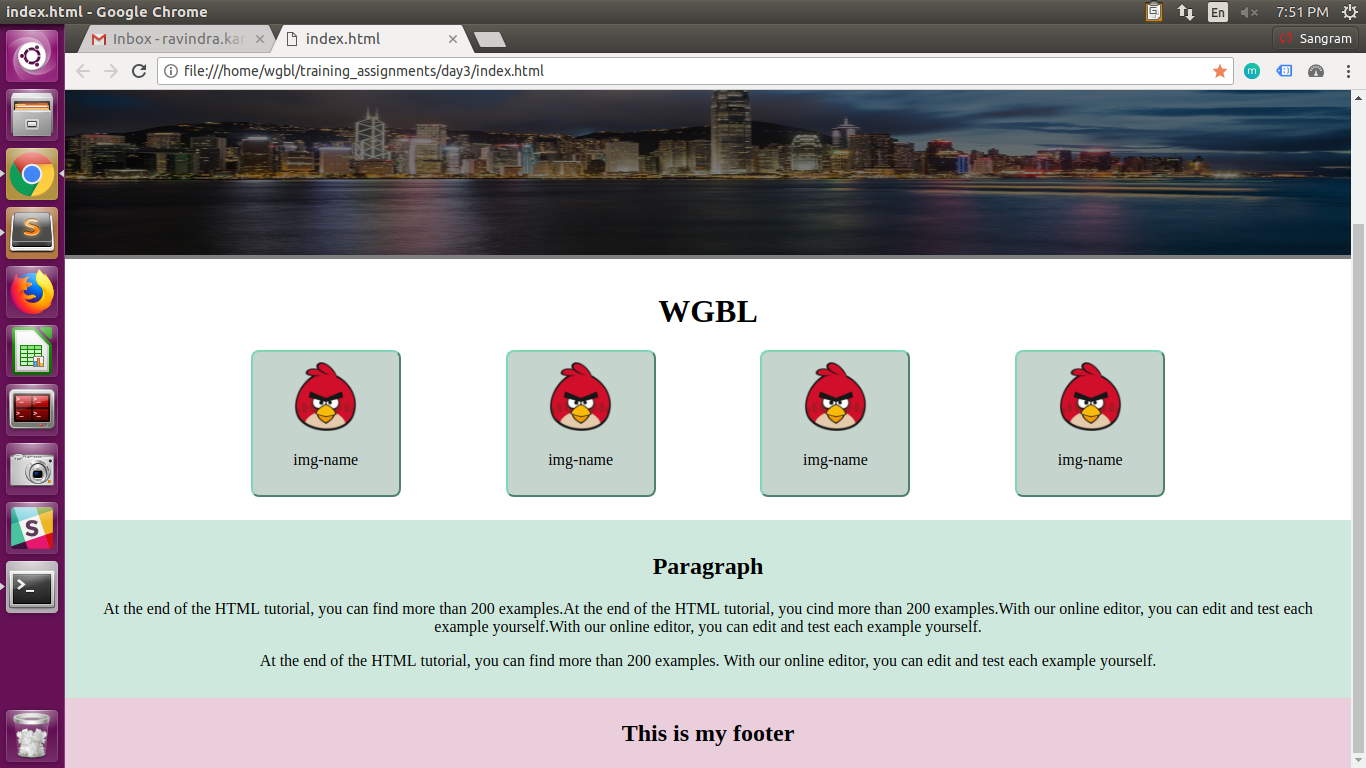 index.html - Google Chrome
En
7:51 PM
Inbox - ravindra.kar
index.html
Sangram
file:///home/wgbl/training_assignments/day3/index.html
m
WGBL
img-name img-name img-name img-name
Paragraph
At the end of the HTML tutorial, you can find more than 200 examples.At the end of the HTML tutorial, you cind more than 200 examples.With our online editor, you can edit and test each
example yourself.With our online editor, you can edit and test each example yourself.
At the end of the HTML tutorial, you can find more than 200 examples. With our online editor, you can edit and test each example yourself.
This is my footer